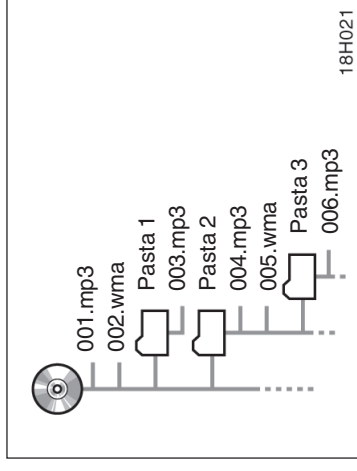 001.mp3
002.wma
Pasta 1
003.mp3
Pasta 2
004.mp3
005.wma
Pasta 3
006.mp3
18H021